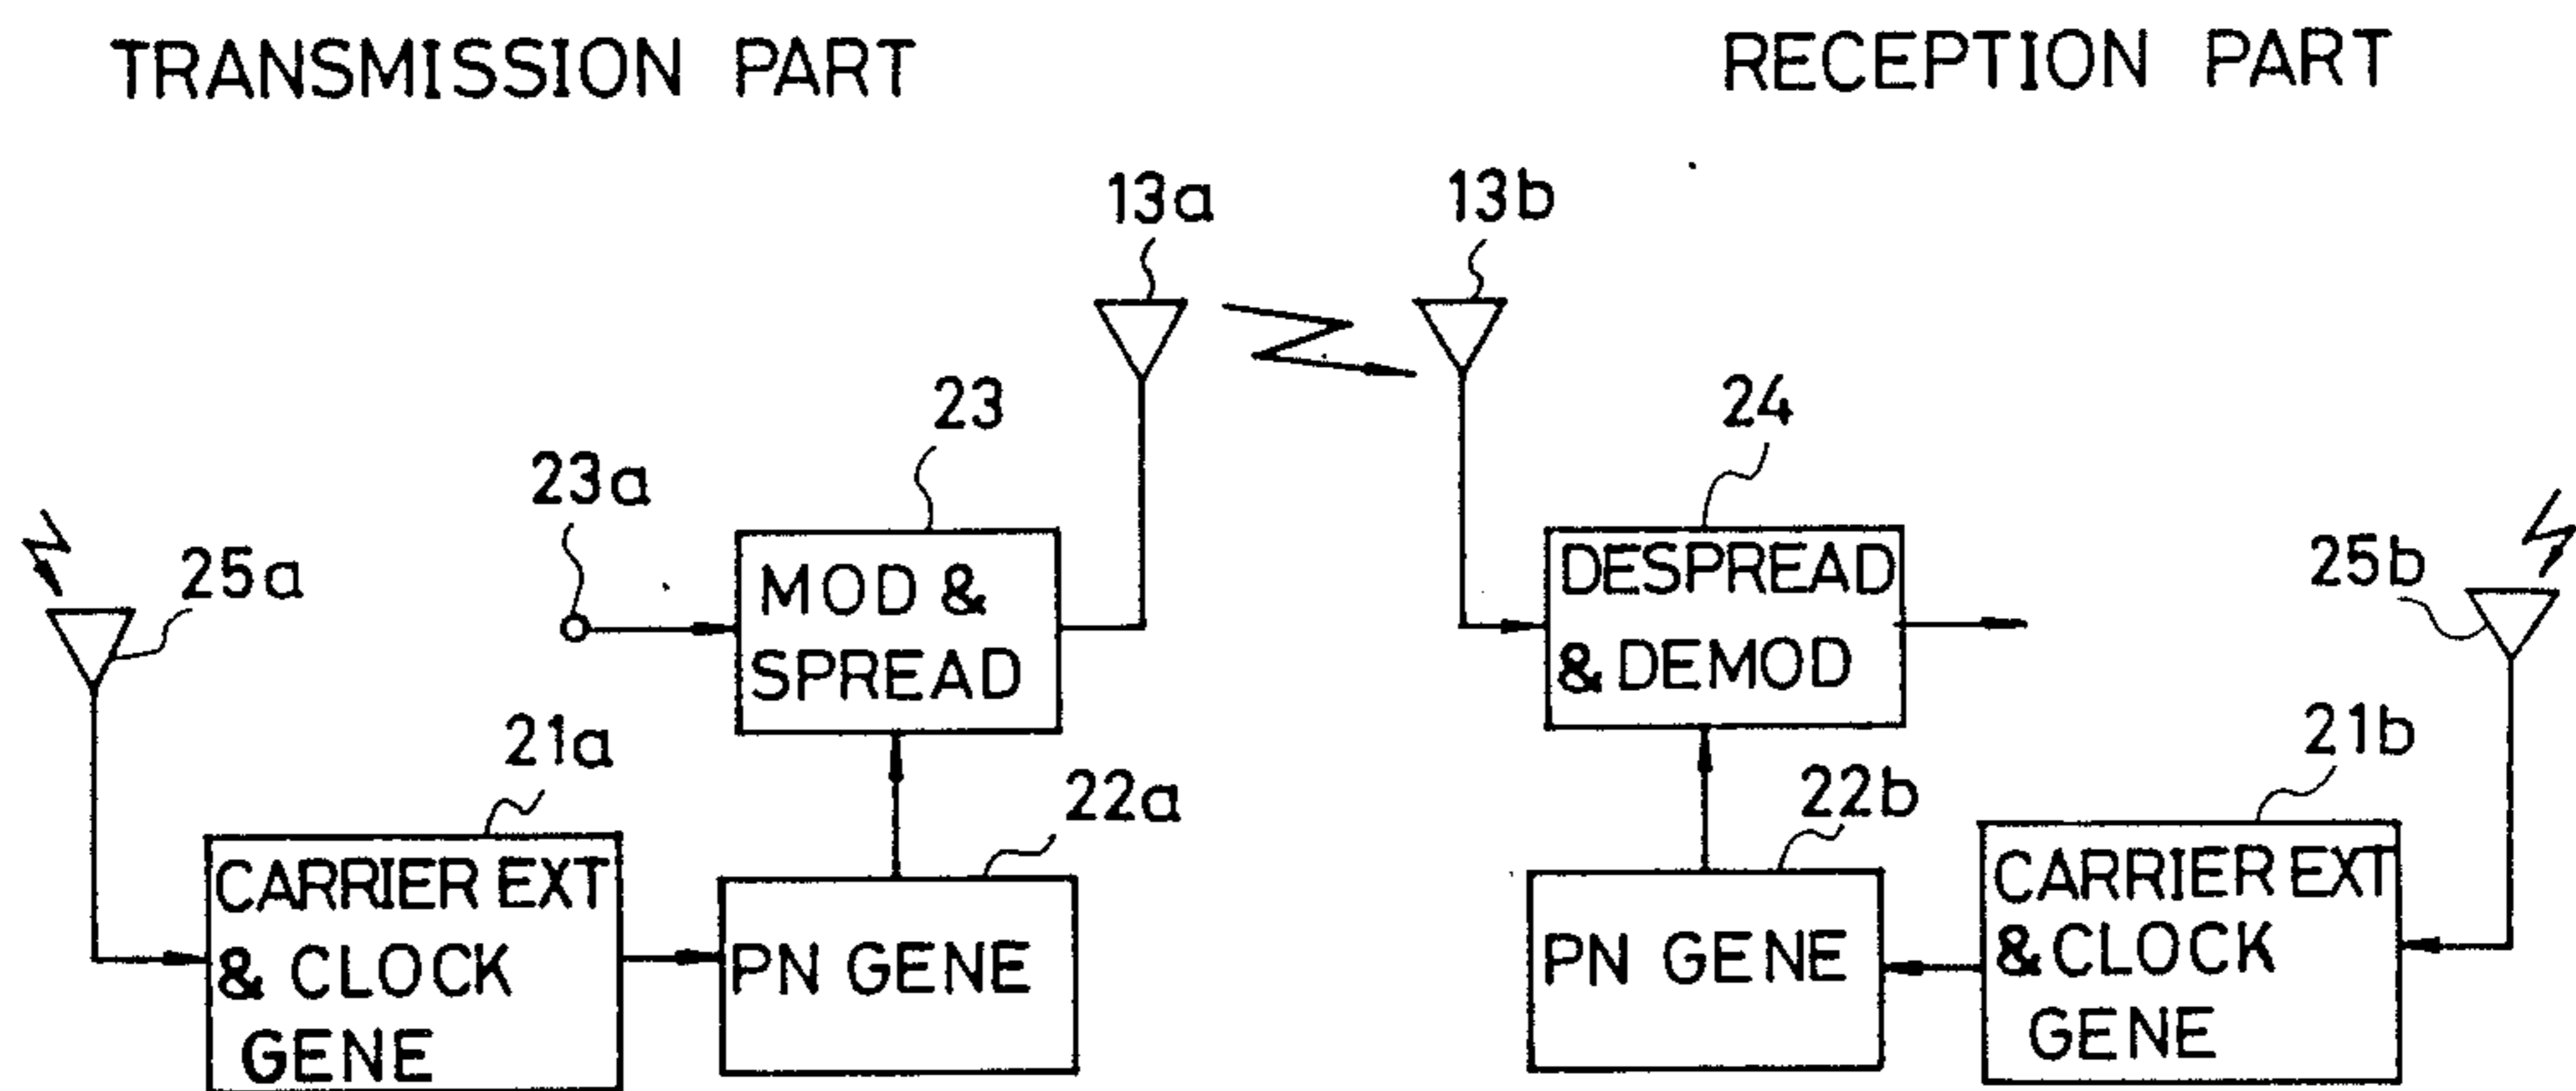 TRANSMISSION PART
RECEPTION PART
13a
13b
23
24
23a
25a
MOD &
SPREAD
DESPREAD
& DEMOD
25b
21a
22a
22b
21b
CARRIER EXT
& CLOCK
GENE
PN GENE
PN GENE
CARRIER EXT
& CLOCK
GENE